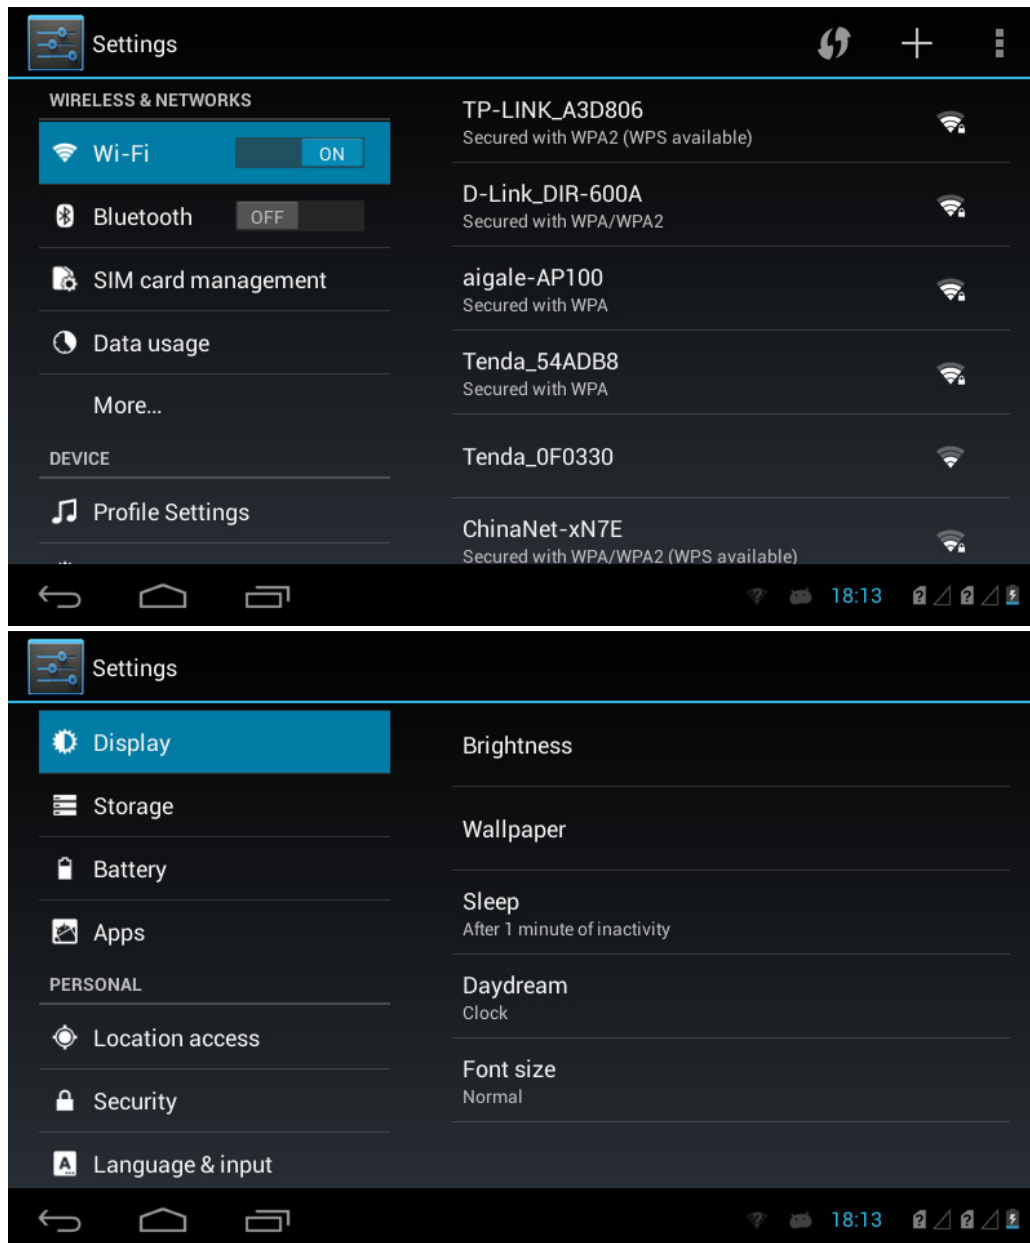 Settings
WIRELESS & NETWORKS
Wi-Fi ON
Bluetooth OFF
SIM card management
Data usage
More...
DEVICE
Profile Settings
TP-LINK_A3D806
Secured with WPA2 (WPS available)
D-Link_DIR-600A
Secured with WPA/WPA2
aigale-AP100
Secured with WPA
Tenda_54ADB8
Secured with WPA
Tenda_0F0330
ChinaNet-xN7E
Secured with WPA/WPA2 (WPS available)
18:13
Settings
Display
Storage
Battery
Apps
PERSONAL
Location access
Security
Language & input
Brightness
Wallpaper
Sleep
After 1 minute of inactivity
Daydream
Clock
Font size
Normal
18:13